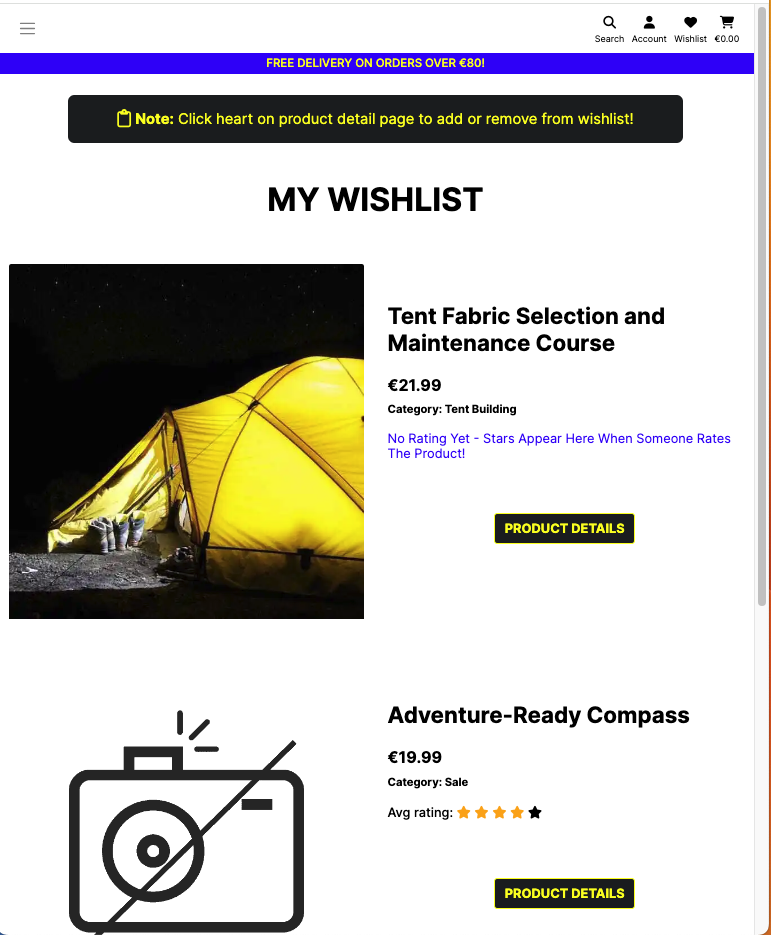 Search Account Wishlist €0.00
FREE DELIVERY ON ORDERS OVER €80!
Note: Click heart on product detail page to add or remove from wishlist!
MY WISHLIST
Tent Fabric Selection and
Maintenance Course
€21.99
Category: Tent Building
No Rating Yet - Stars Appear Here When Someone Rates
The Product!
PRODUCT DETAILS
Adventure-Ready Compass
€19.99
Category: Sale
Avg rating:
PRODUCT DETAILS